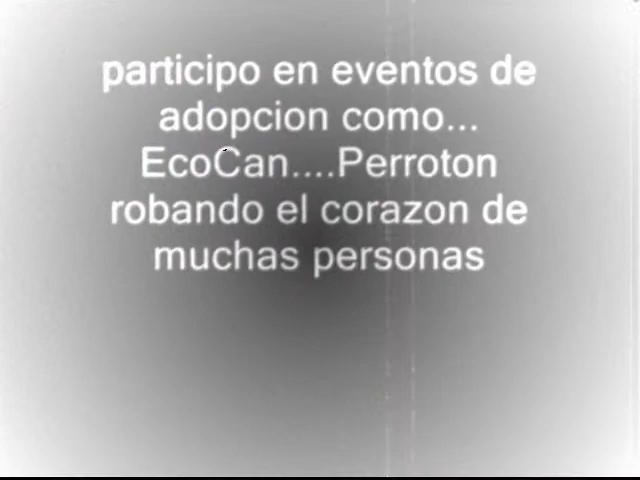 participo en eventos de
adopcion como...
EcoCan....Perroton
robando el corazon de
muchas personas